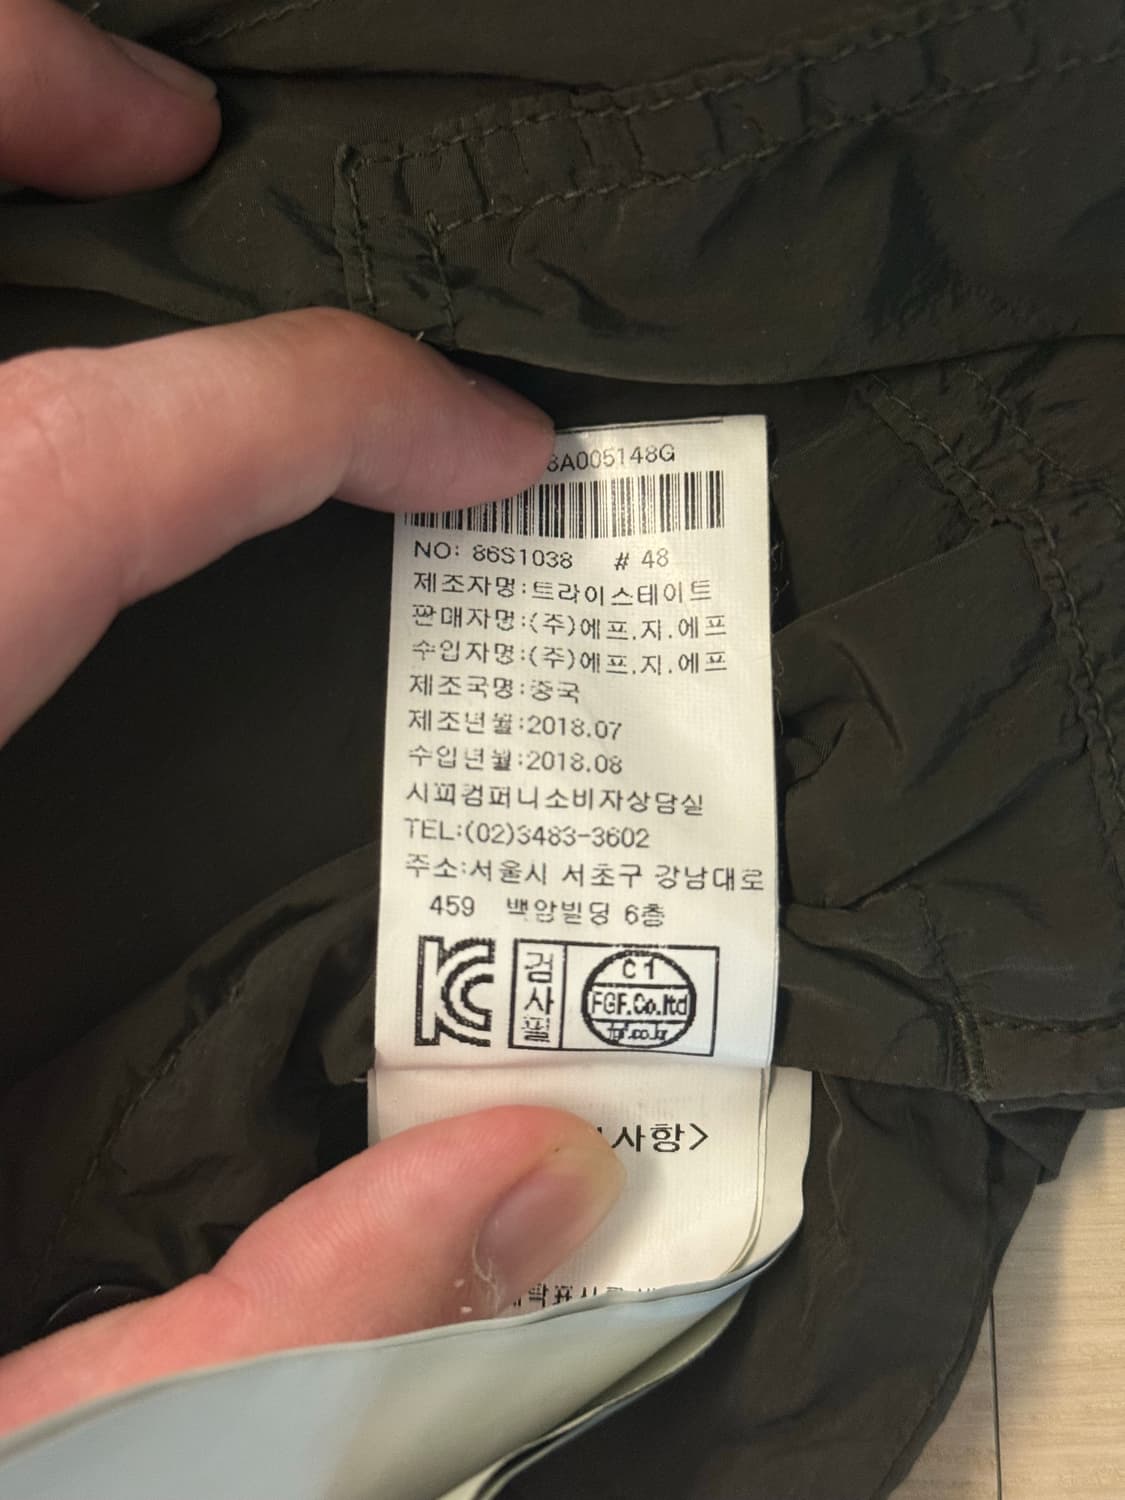 8A005148G
NO: 86S1038 # 48
제조자명:트라이스테이트
판매자명:(주)에프.지.에프
수입자명:(주)에프.지.에프
제조국명:중국
제조년월:2018.07
수입년월:2018.08
시피컴퍼니소비자상담실
TEL:(02)3483-3602
주소:서울시 서초구 강남대로
459 백암빌딩 6층
검사필
C1
FGF.Co.ltd
fgf.co.kr
사항>